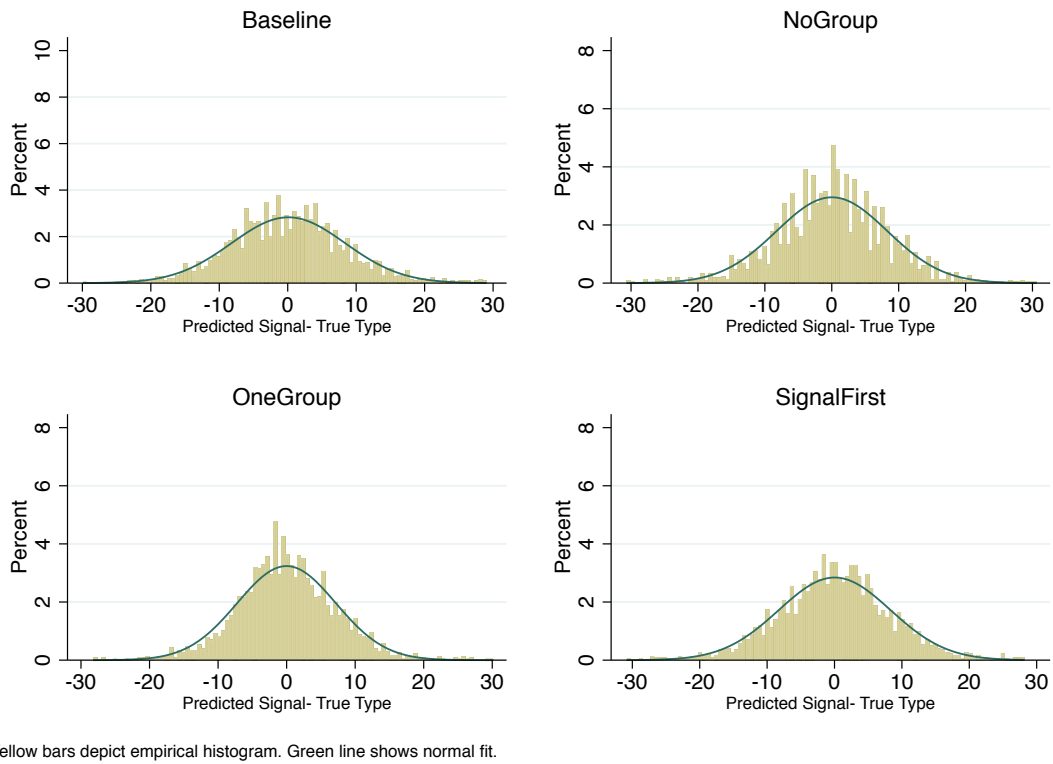 Baseline
Percent
10
8
6
4
2
0
-30 -20 -10 0 10 20 30
Predicted Signal- True Type
NoGroup
Percent
8
6
4
2
0
-30 -20 -10 0 10 20 30
Predicted Signal- True Type
OneGroup
Percent
8
6
4
2
0
-30 -20 -10 0 10 20 30
Predicted Signal- True Type
SignalFirst
Percent
8
6
4
2
0
-30 -20 -10 0 10 20 30
Predicted Signal- True Type
ellow bars depict empirical histogram. Green line shows normal fit.